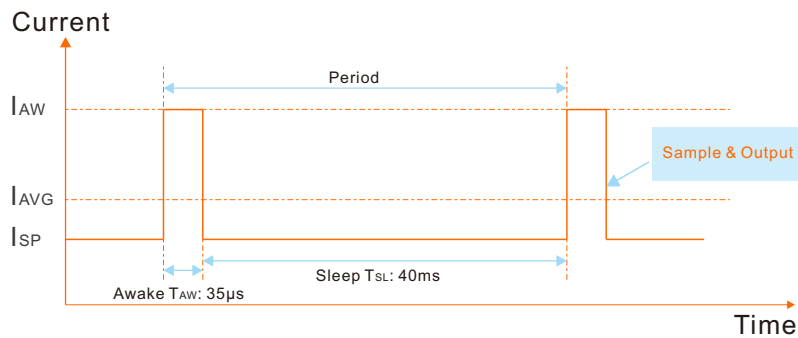 Current
Period
IAW
Sample & Output
IAVG
ISP
Sleep TSL: 40ms
Awake TAW: 35μs
Time